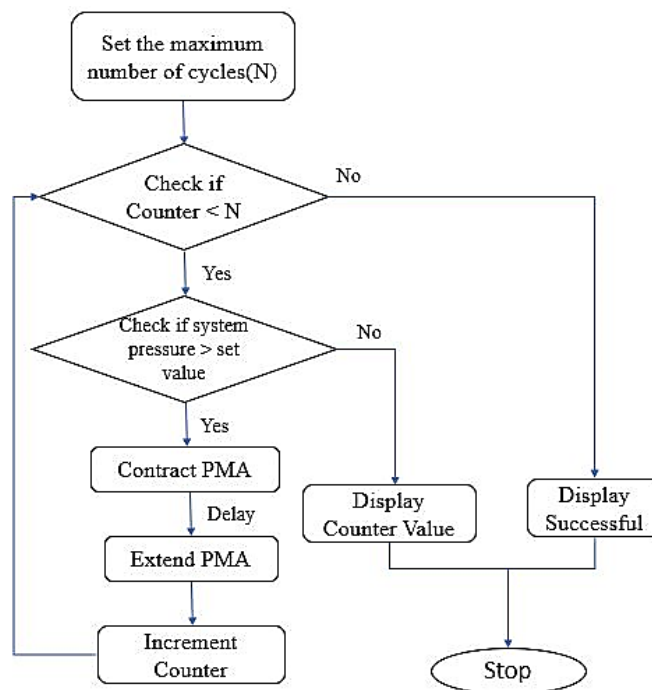 Set the maximum
number of cycles(N)
Check if
Counter < N
No
Yes
Check if system
pressure > set
value
No
Yes
Contract PMA
Delay
Extend PMA
Increment
Counter
Display
Counter Value
Display
Successful
Stop